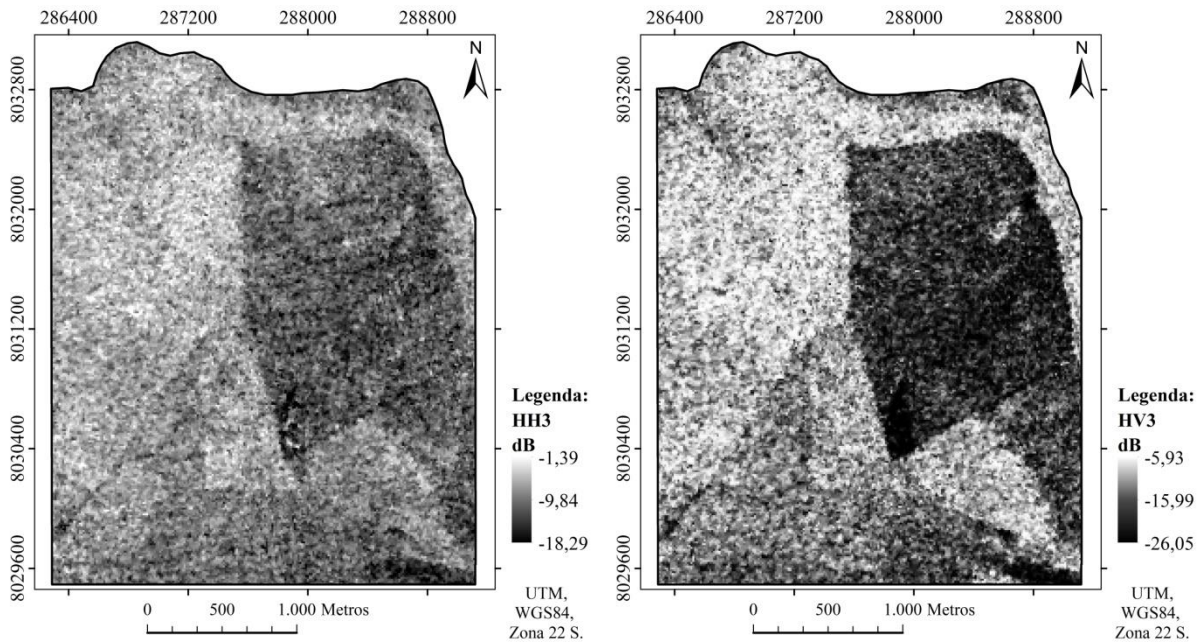 286400 287200 288000 288800
N
8032800
8032000
8031200
8030400
8029600
Legenda:
HH3
dB
-1,39
-9,84
-18,29
UTM,
WGS84,
Zona 22 S.
0 500 1.000 Metros
286400 287200 288000 288800
N
8032800
8032000
8031200
8030400
8029600
Legenda:
HV3
dB
-5,93
-15,99
-26,05
UTM,
WGS84,
Zona 22 S.
0 500 1.000 Metros